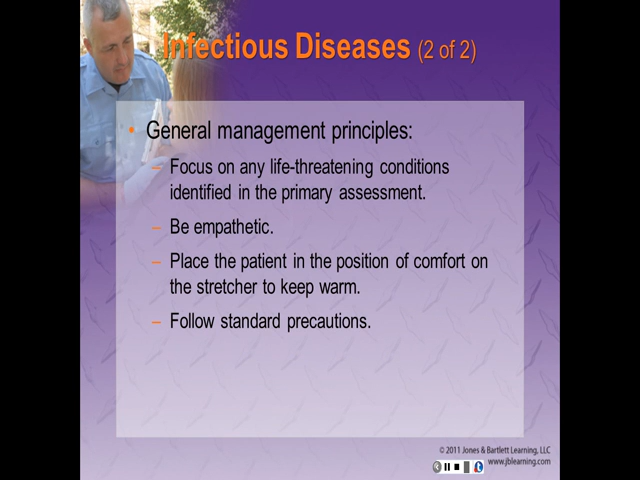 Infectious Diseases (2 of 2)
• General management principles:
– Focus on any life-threatening conditions
identified in the primary assessment.
– Be empathetic.
– Place the patient in the position of comfort on
the stretcher to keep warm.
– Follow standard precautions.
© 2011 Jones & Bartlett Learning, LLC
www.jblearning.com